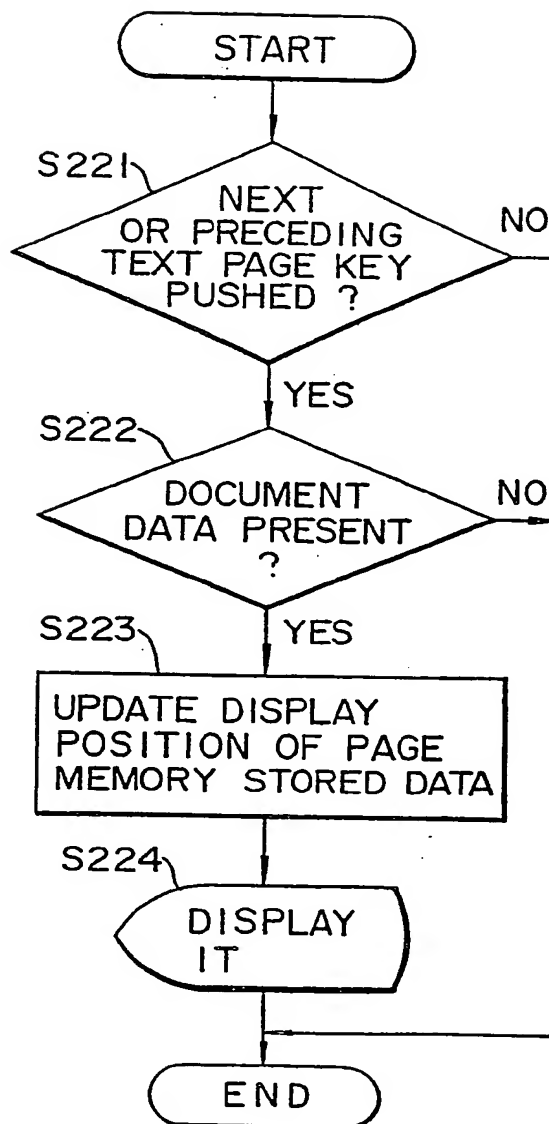 START
S221
NEXT
OR PRECEDING
TEXT PAGE KEY
PUSHED ?
NO
YES
S222
DOCUMENT
DATA PRESENT
?
NO
YES
S223
UPDATE DISPLAY
POSITION OF PAGE
MEMORY STORED DATA
S224
DISPLAY
IT
END